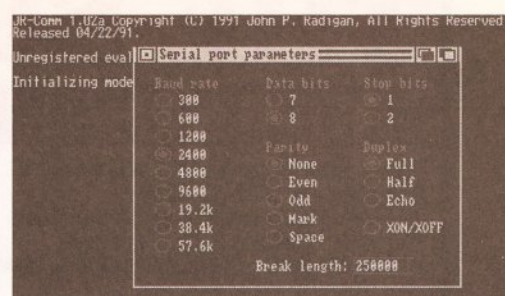 JR-Comm 1.02a Copyright (C) 1991 John P. Radigan, All Rights Reserved
Released 04/22/91.
Unregistered eval
Initializing mode
Serial port parameters
Baud rate
300
600
1200
2400
4800
9600
19.2k
38.4k
57.6k
Data bits
7
8
Parity
None
Even
Odd
Mark
Space
Stop bits
1
2
Duplex
Full
Half
Echo
XON/XOFF
Break length: 250000